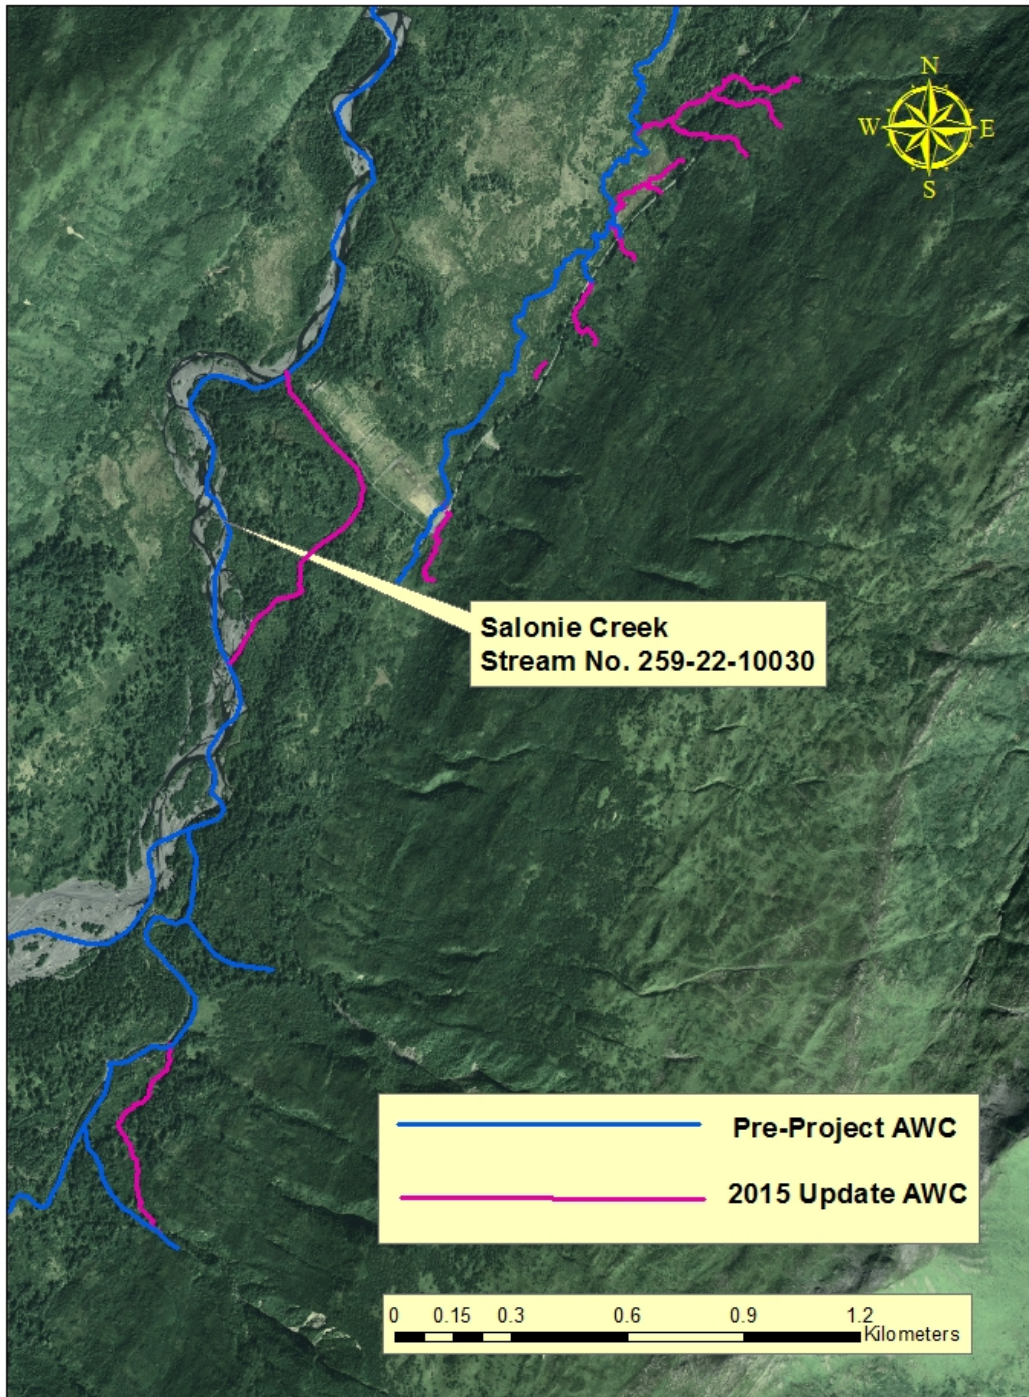 N
W E
S
Salonie Creek
Stream No. 259-22-10030
Pre-Project AWC
2015 Update AWC
0 0.15 0.3 0.6 0.9 1.2
Kilometers